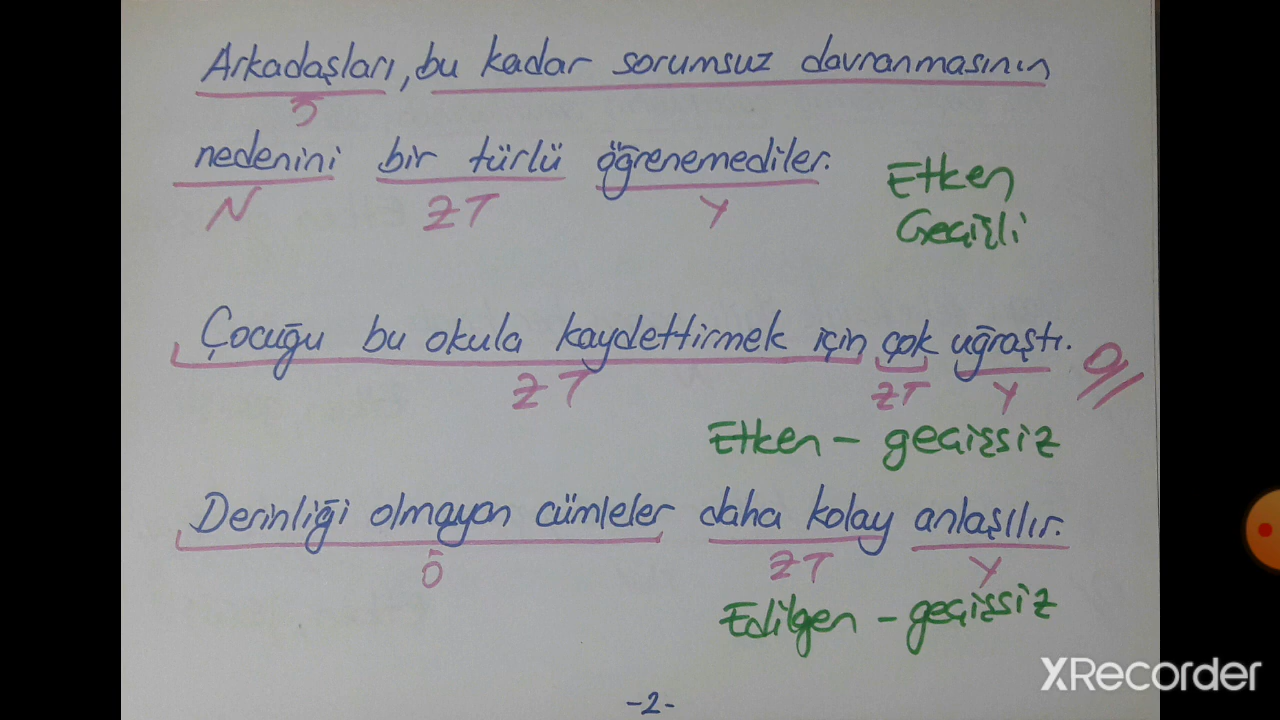 Arkadaşları, bu kadar sorumsuz davranmasının
Ö
nedenini bir türlü öğrenemediler.
N ZT Y
Etken
Geçişli
Çocuğu bu okula kaydettirmek için çok uğraştı. Ö//
ZT ZT Y
Etken - geçişsiz
Derinliği olmayan cümleler daha kolay anlaşılır.
Ö ZT Y
Edilgen - geçişsiz
-2-
XRecorder